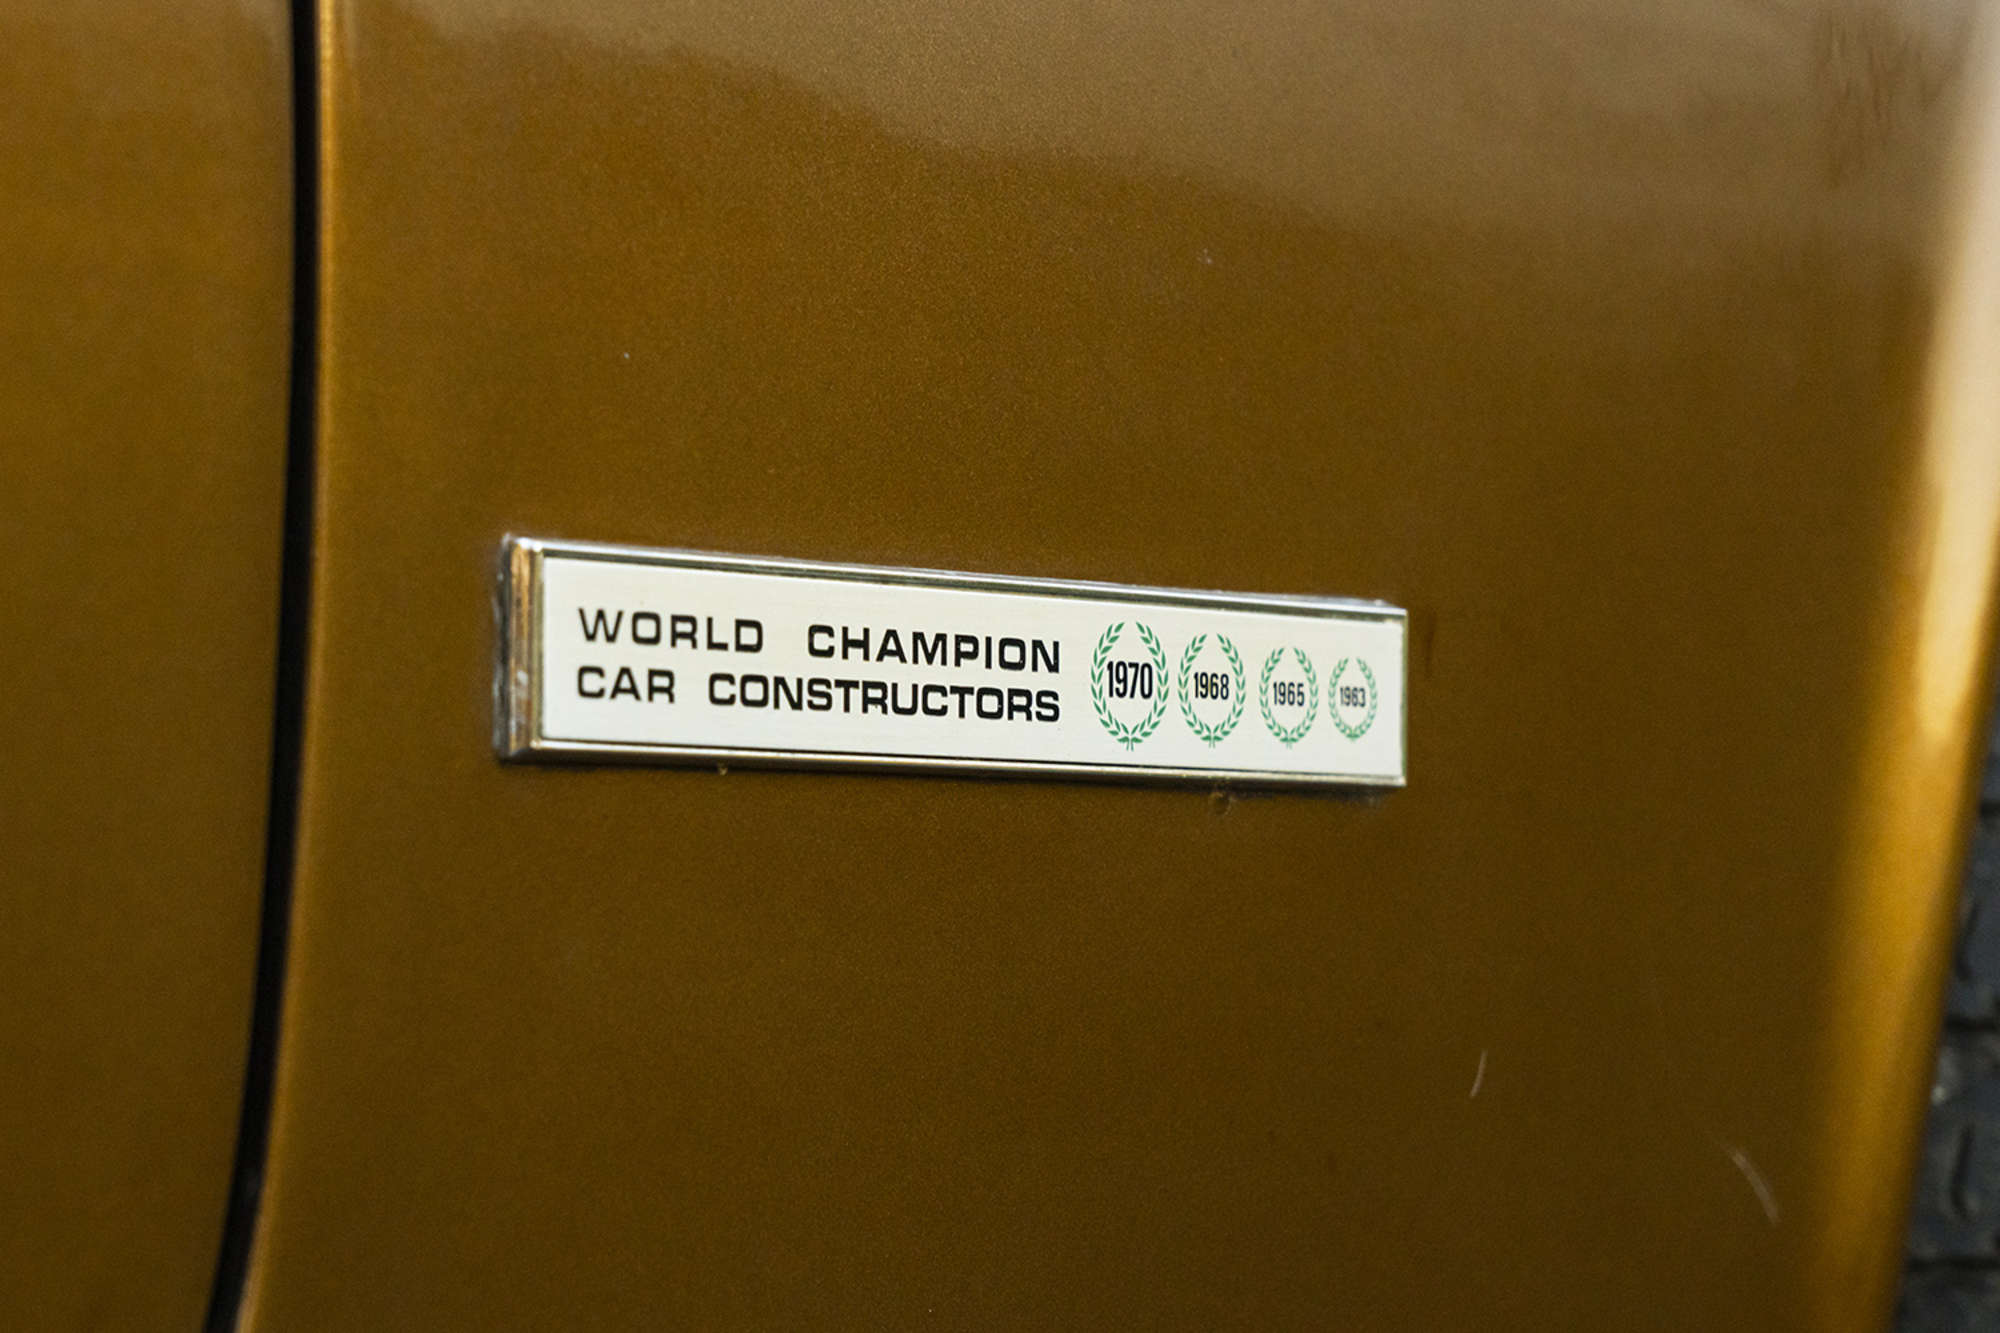 WORLD CHAMPION
CAR CONSTRUCTORS
1970 1968 1965 1963